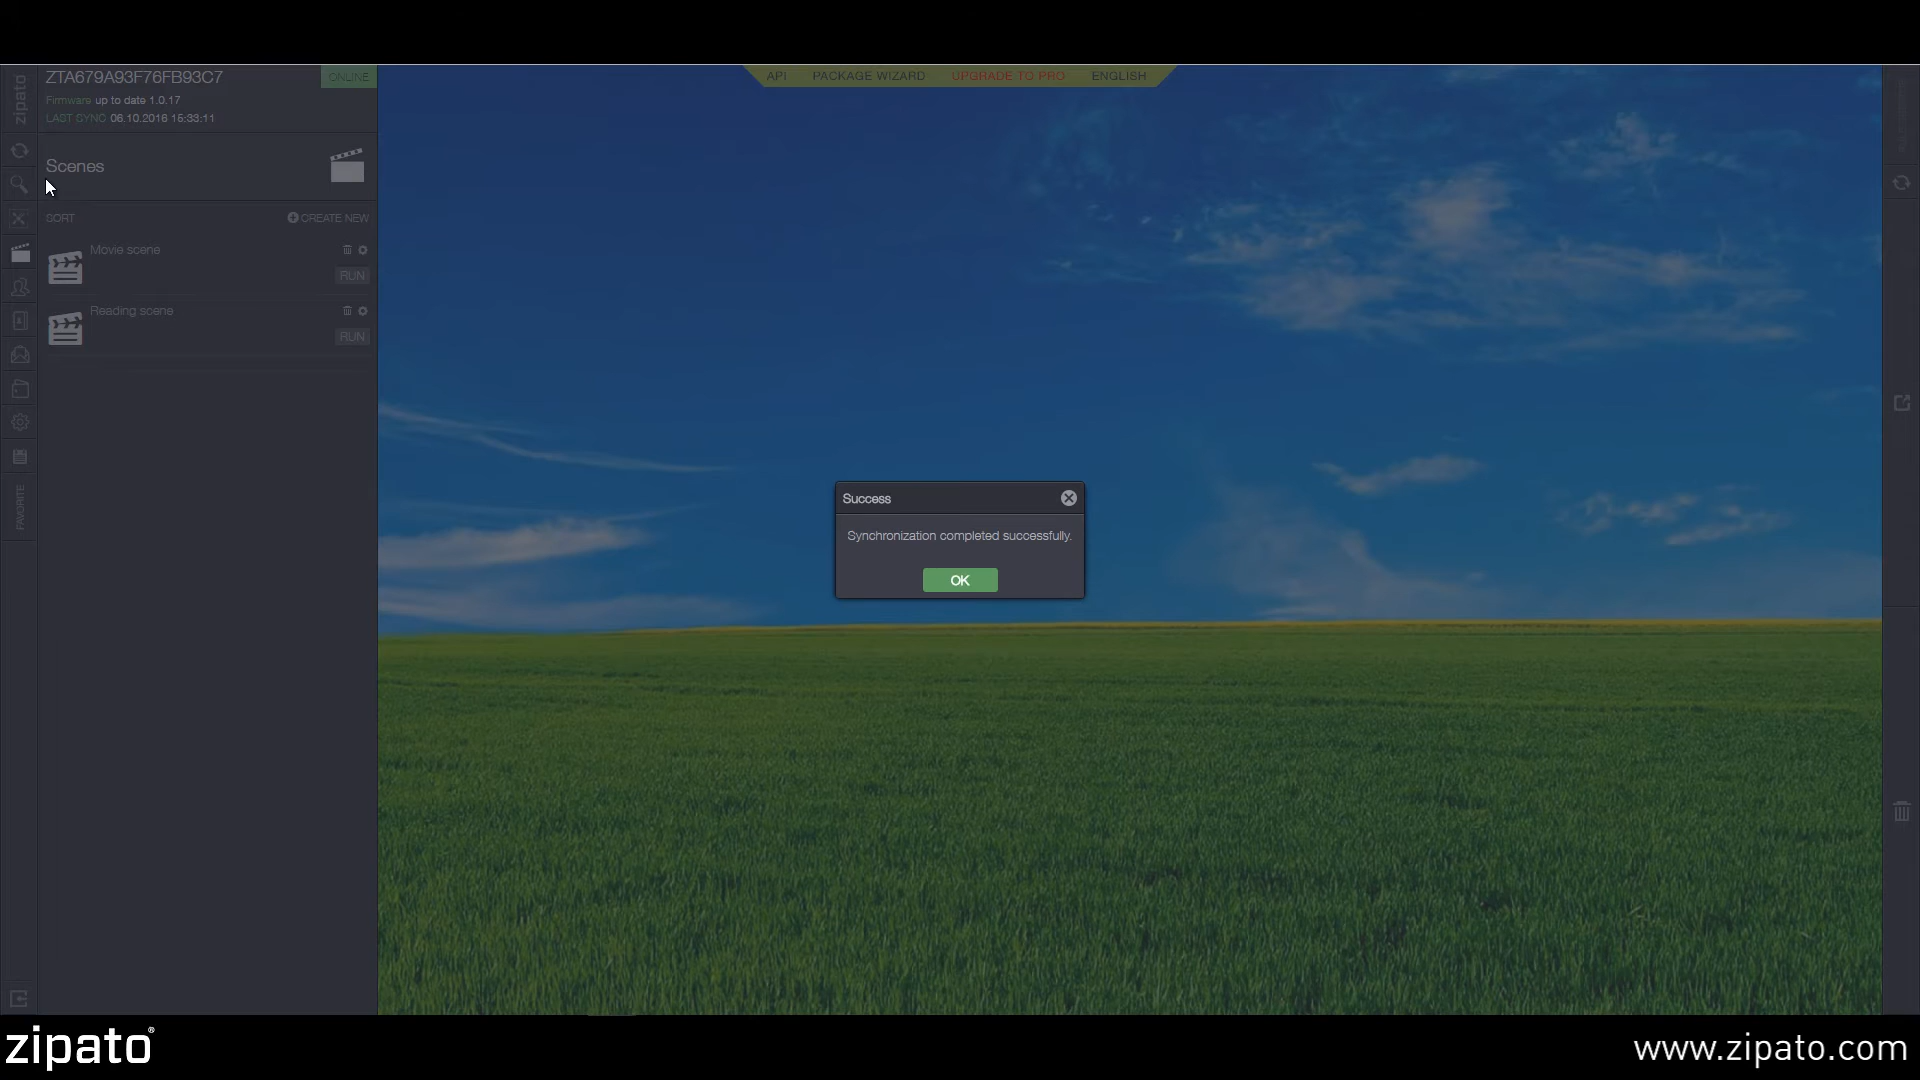 zipato
ZTA679A93F76FB93C7
ONLINE
Firmware up to date 1.0.17
LAST SYNC 06.10.2016 15:33:11
API PACKAGE WIZARD UPGRADE TO PRO ENGLISH
Scenes
SORT
CREATE NEW
Movie scene
RUN
Reading scene
RUN
FAVORITE
Success
Synchronization completed successfully.
OK
zipato®
www.zipato.com